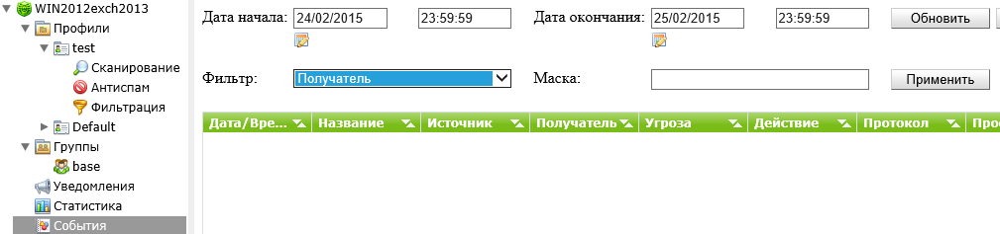 WIN2012exch2013
Профили
test
Сканирование
Антиспам
Фильтрация
Default
Группы
base
Уведомления
Статистика
События
Дата начала: 24/02/2015 23:59:59 Дата окончания: 25/02/2015 23:59:59 Обновить
Фильтр: Получатель Маска: Применить
Дата/Вре... Название Источник Получатель Угроза Действие Протокол Про